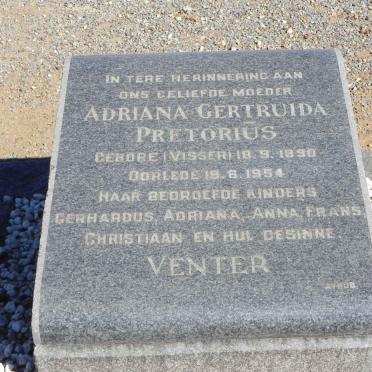 IN TERE HERINNERING AAN
ONS GELIEFDE MOEDER
ADRIANA GERTRUIDA
PRETORIUS
GEBORE (VISSER) 18.9.1890
OORLEDE 19.6.1954
HAAR BEDROEFDE KINDERS
GERHARDUS, ADRIANA, ANNA, FRANS
CHRISTIAAN EN HUL GESINNE
VENTER